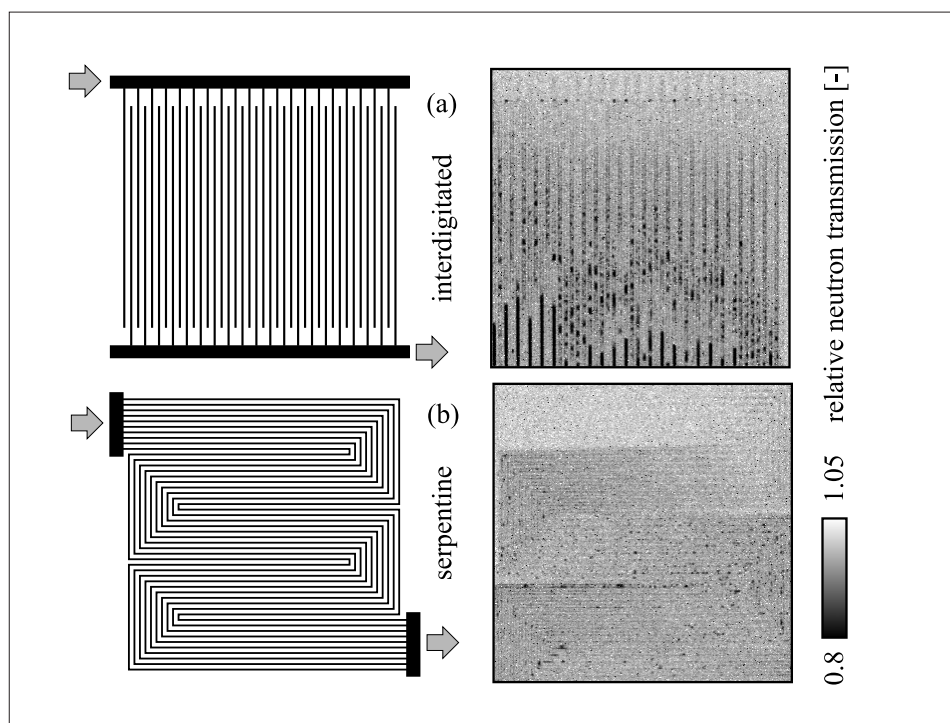 (a)
interdigitated
(b)
serpentine
relative neutron transmission [-]
0.8
1.05